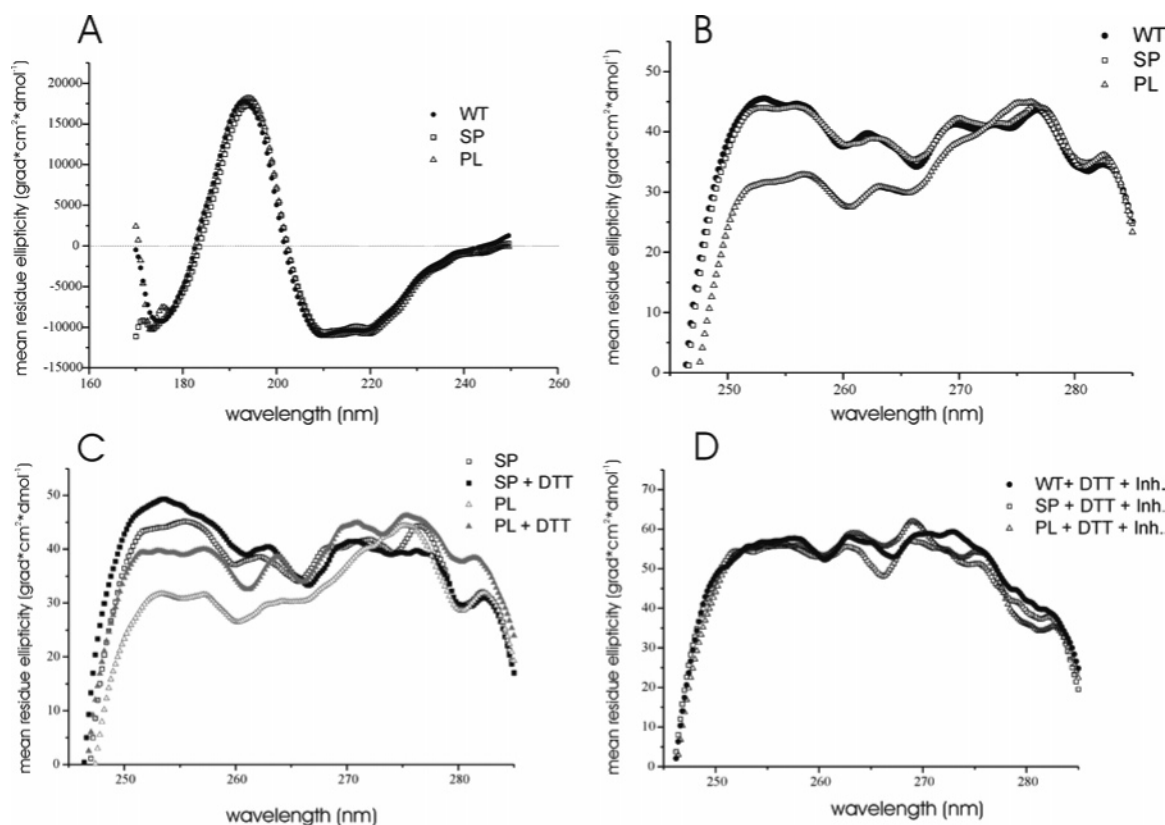 A
mean residue ellipticity (grad*cm²*dmol⁻¹)
20000
15000
10000
5000
0
-5000
-10000
-15000
160
180
200
220
240
260
wavelength (nm)
WT
SP
PL
B
mean residue ellipticity (grad*cm²*dmol⁻¹)
50
40
30
20
10
0
250
260
270
280
wavelength (nm)
WT
SP
PL
C
mean residue ellipticity (grad*cm²*dmol⁻¹)
50
40
30
20
10
0
250
260
270
280
wavelength (nm)
SP
SP + DTT
PL
PL + DTT
D
mean residue ellipticity (grad*cm²*dmol⁻¹)
70
60
50
40
30
20
10
0
250
260
270
280
wavelength (nm)
WT+ DTT + Inh.
SP + DTT + Inh.
PL + DTT + Inh.